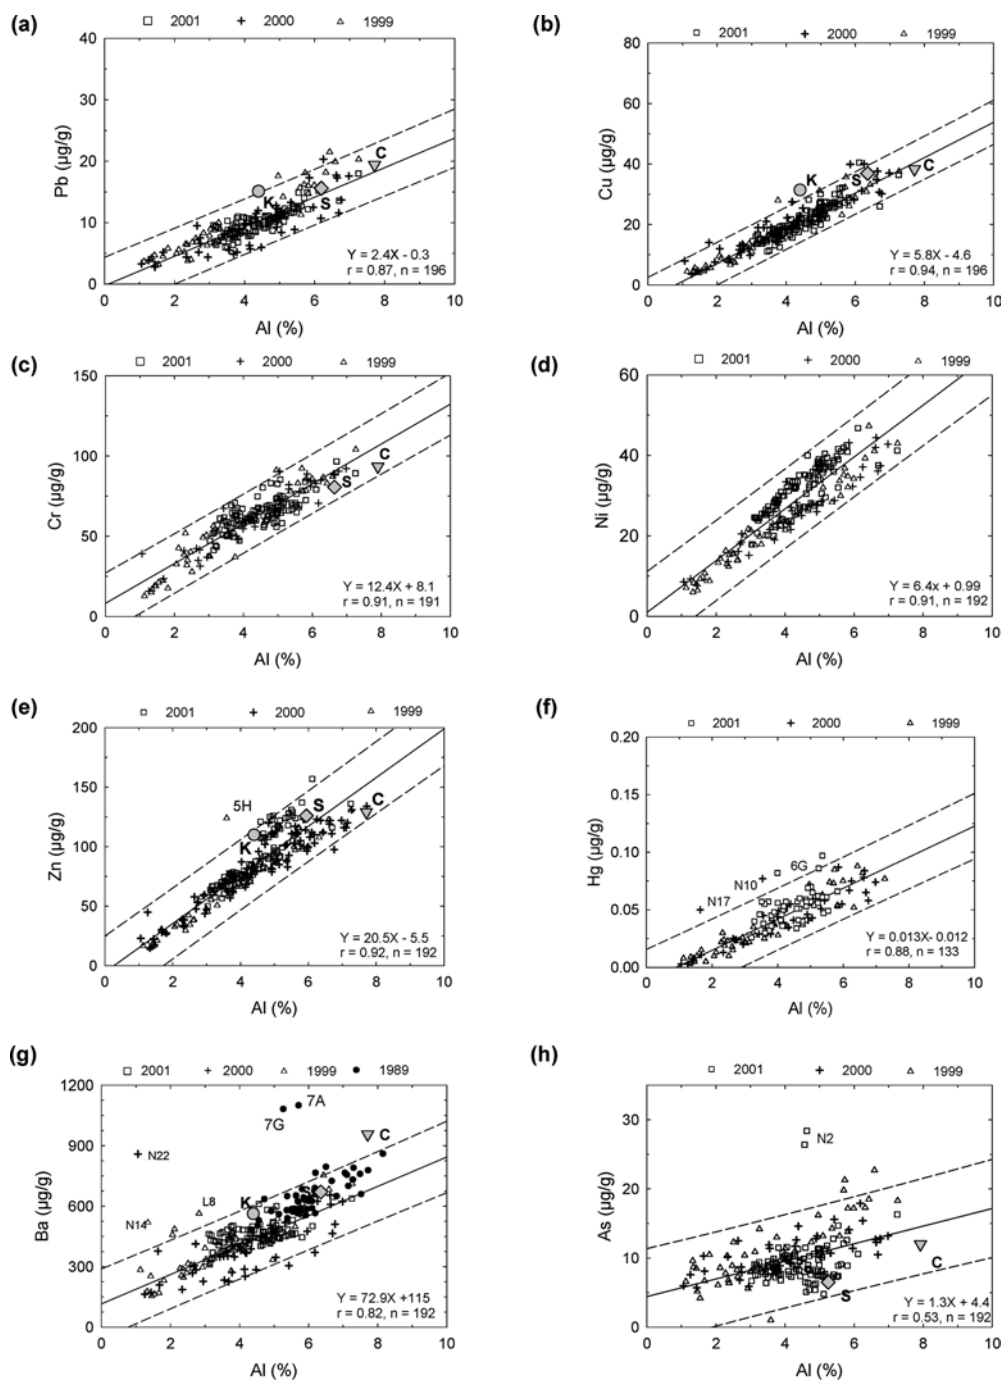 (a)
2001 2000 1999
40
30
20
10
0
Pb (µg/g)
K
S
C
Y = 2.4X - 0.3
r = 0.87, n = 196
0 2 4 6 8 10
Al (%)
(b)
2001 2000 1999
80
60
40
20
0
Cu (µg/g)
K
S
C
Y = 5.8X - 4.6
r = 0.94, n = 196
0 2 4 6 8 10
Al (%)
(c)
2001 2000 1999
150
100
50
0
Cr (µg/g)
C
S
Y = 12.4X + 8.1
r = 0.91, n = 191
0 2 4 6 8 10
Al (%)
(d)
2001 2000 1999
60
40
20
0
Ni (µg/g)
Y = 6.4x + 0.99
r = 0.91, n = 192
0 2 4 6 8 10
Al (%)
(e)
2001 2000 1999
200
150
100
50
0
Zn (µg/g)
5H
S
C
K
Y = 20.5X - 5.5
r = 0.92, n = 192
0 2 4 6 8 10
Al (%)
(f)
2001 2000 1999
0.20
0.15
0.10
0.05
0.00
Hg (µg/g)
6G
N10
N17
Y = 0.013X- 0.012
r = 0.88, n = 133
0 2 4 6 8 10
Al (%)
(g)
2001 2000 1999 1989
1200
900
600
300
0
Ba (µg/g)
7A
7G
C
N22
L8
K
N14
Y = 72.9X +115
r = 0.82, n = 192
0 2 4 6 8 10
Al (%)
(h)
2001 2000 1999
30
20
10
0
As (µg/g)
N2
C
S
Y = 1.3X + 4.4
r = 0.53, n = 192
0 2 4 6 8 10
Al (%)